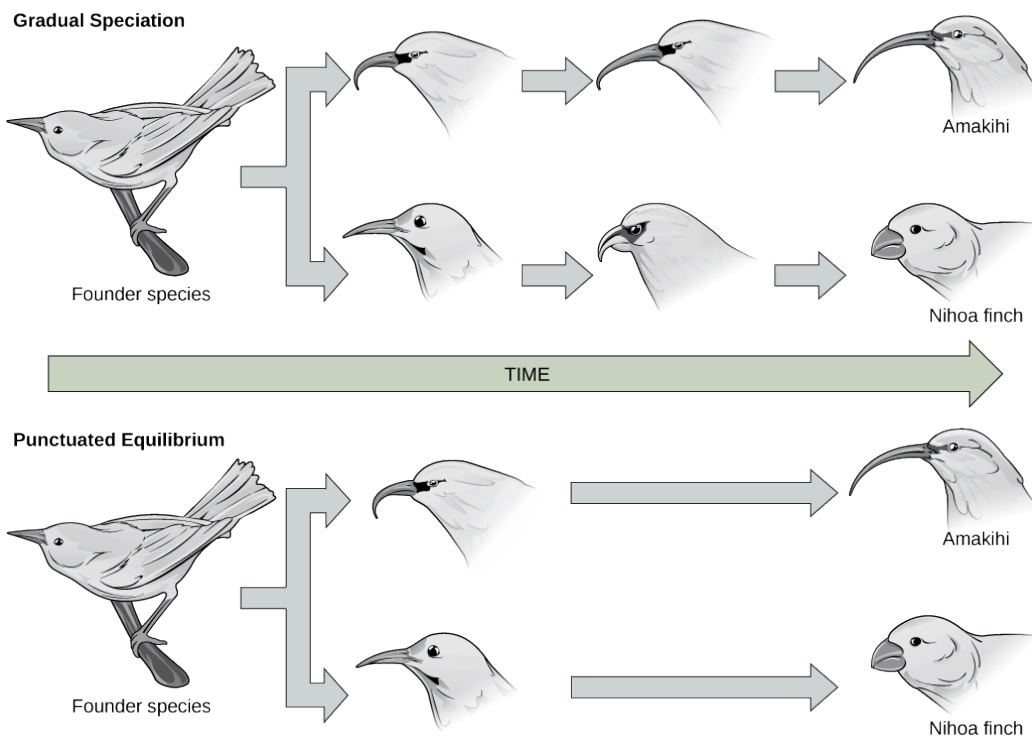 Gradual Speciation
Amakihi
Founder species
Nihoa finch
TIME
Punctuated Equilibrium
Amakihi
Founder species
Nihoa finch